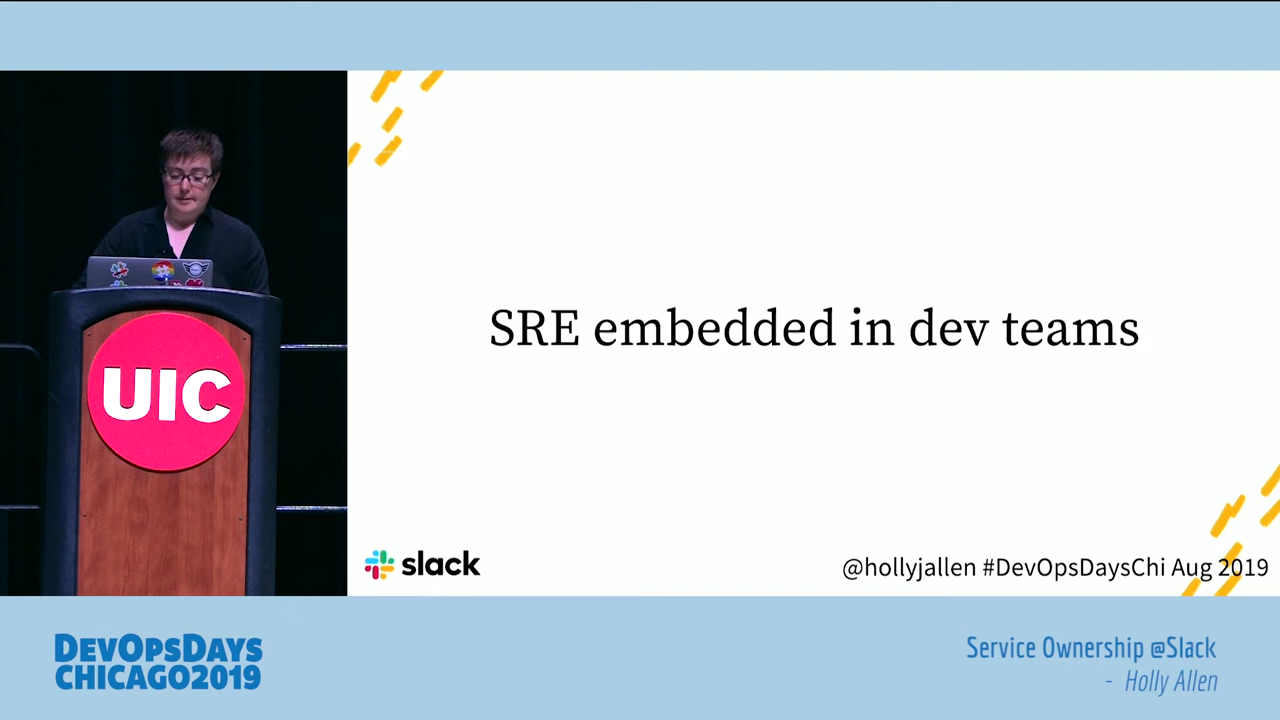 SRE embedded in dev teams
UIC
slack
@hollyjallen #DevOpsDaysChi Aug 2019
DEVOPSDAYS
CHICAGO2019
Service Ownership @Slack
- Holly Allen